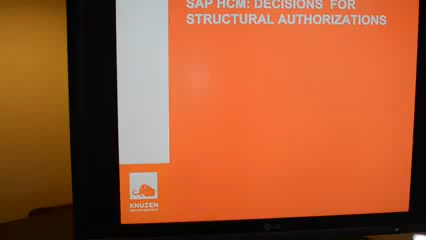 SAP HCM: DECISIONS FOR
STRUCTURAL AUTHORIZATIONS
KNUZEN
LG